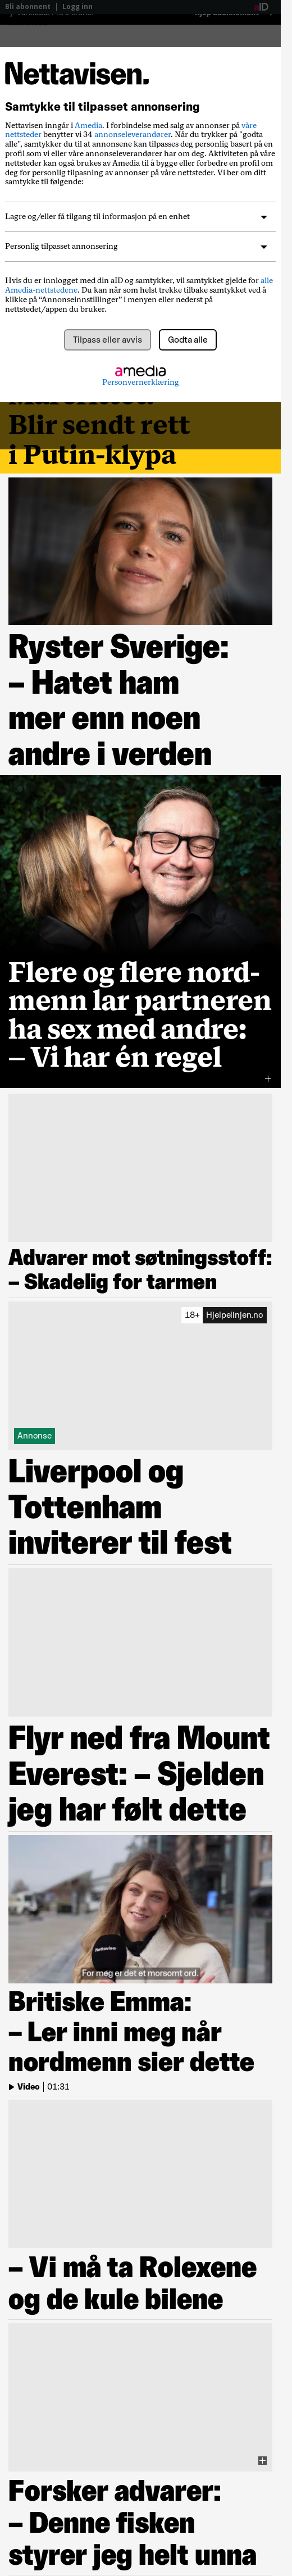 Bli abonnent | Logg inn
aID
Nettavisen.
Samtykke til tilpasset annonsering
Nettavisen inngår i Amedia. I forbindelse med salg av annonser på våre
nettsteder benytter vi 34 annonseleverandører. Når du trykker på "godta
alle", samtykker du til at annonsene kan tilpasses deg personlig basert på en
profil som vi eller våre annonseleverandører har om deg. Aktiviteten på våre
nettsteder kan også brukes av Amedia til å bygge eller forbedre en profil om
deg for personlig tilpasning av annonser på våre nettsteder. Vi ber om ditt
samtykke til følgende:
Lagre og/eller få tilgang til informasjon på en enhet
Personlig tilpasset annonsering
Hvis du er innlogget med din aID og samtykker, vil samtykket gjelde for alle
Amedia-nettstedene. Du kan når som helst trekke tilbake samtykket ved å
klikke på “Annonseinnstillinger” i menyen eller nederst på
nettstedet/appen du bruker.
Tilpass eller avvis
Godta alle
amedia
Personvernerklæring
Blir sendt rett
i Putin-klypa
Ryster Sverige:
– Hatet ham
mer enn noen
andre i verden
Flere og flere nord-
menn lar partneren
ha sex med andre:
– Vi har én regel
Advarer mot søtningsstoff:
– Skadelig for tarmen
18+ Hjelpelinjen.no
Annonse
Liverpool og
Tottenham
inviterer til fest
Flyr ned fra Mount
Everest: – Sjelden
jeg har følt dette
Nettavisen
For meg er det et morsomt ord.
Britiske Emma:
– Ler inni meg når
nordmenn sier dette
Video | 01:31
– Vi må ta Rolexene
og de kule bilene
Forsker advarer:
– Denne fisken
styrer jeg helt unna